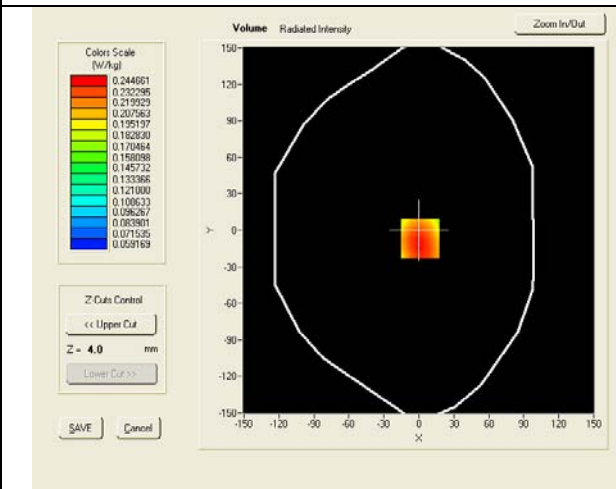 Volume Radiated Intensity
Zoom In/Out
Colors Scale
(W/kg)
0.244661
0.232295
0.219929
0.207563
0.195197
0.182830
0.170464
0.158098
0.145732
0.133366
0.121000
0.108633
0.096267
0.083901
0.071535
0.059169
Z-Cuts Control
<< Upper Cut
Z = 4.0 mm
Lower Cut >>
SAVE Cancel
150
120
90
60
30
0
-30
-60
-90
-120
-150
Y
-150 -120 -90 -60 -30 0 30 60 90 120 150
X